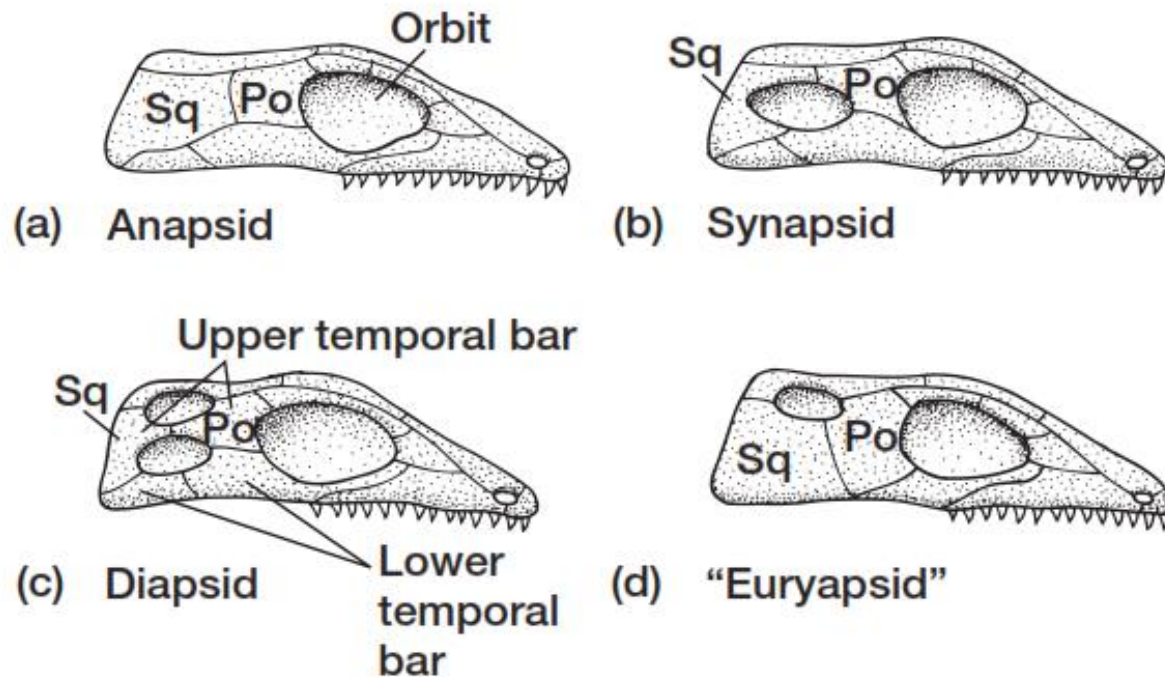 Orbit
Sq
Po
(a) Anapsid
Sq
Po
(b) Synapsid
Upper temporal bar
Sq
Po
(c) Diapsid
Lower
temporal
bar
Sq
Po
(d) “Euryapsid”